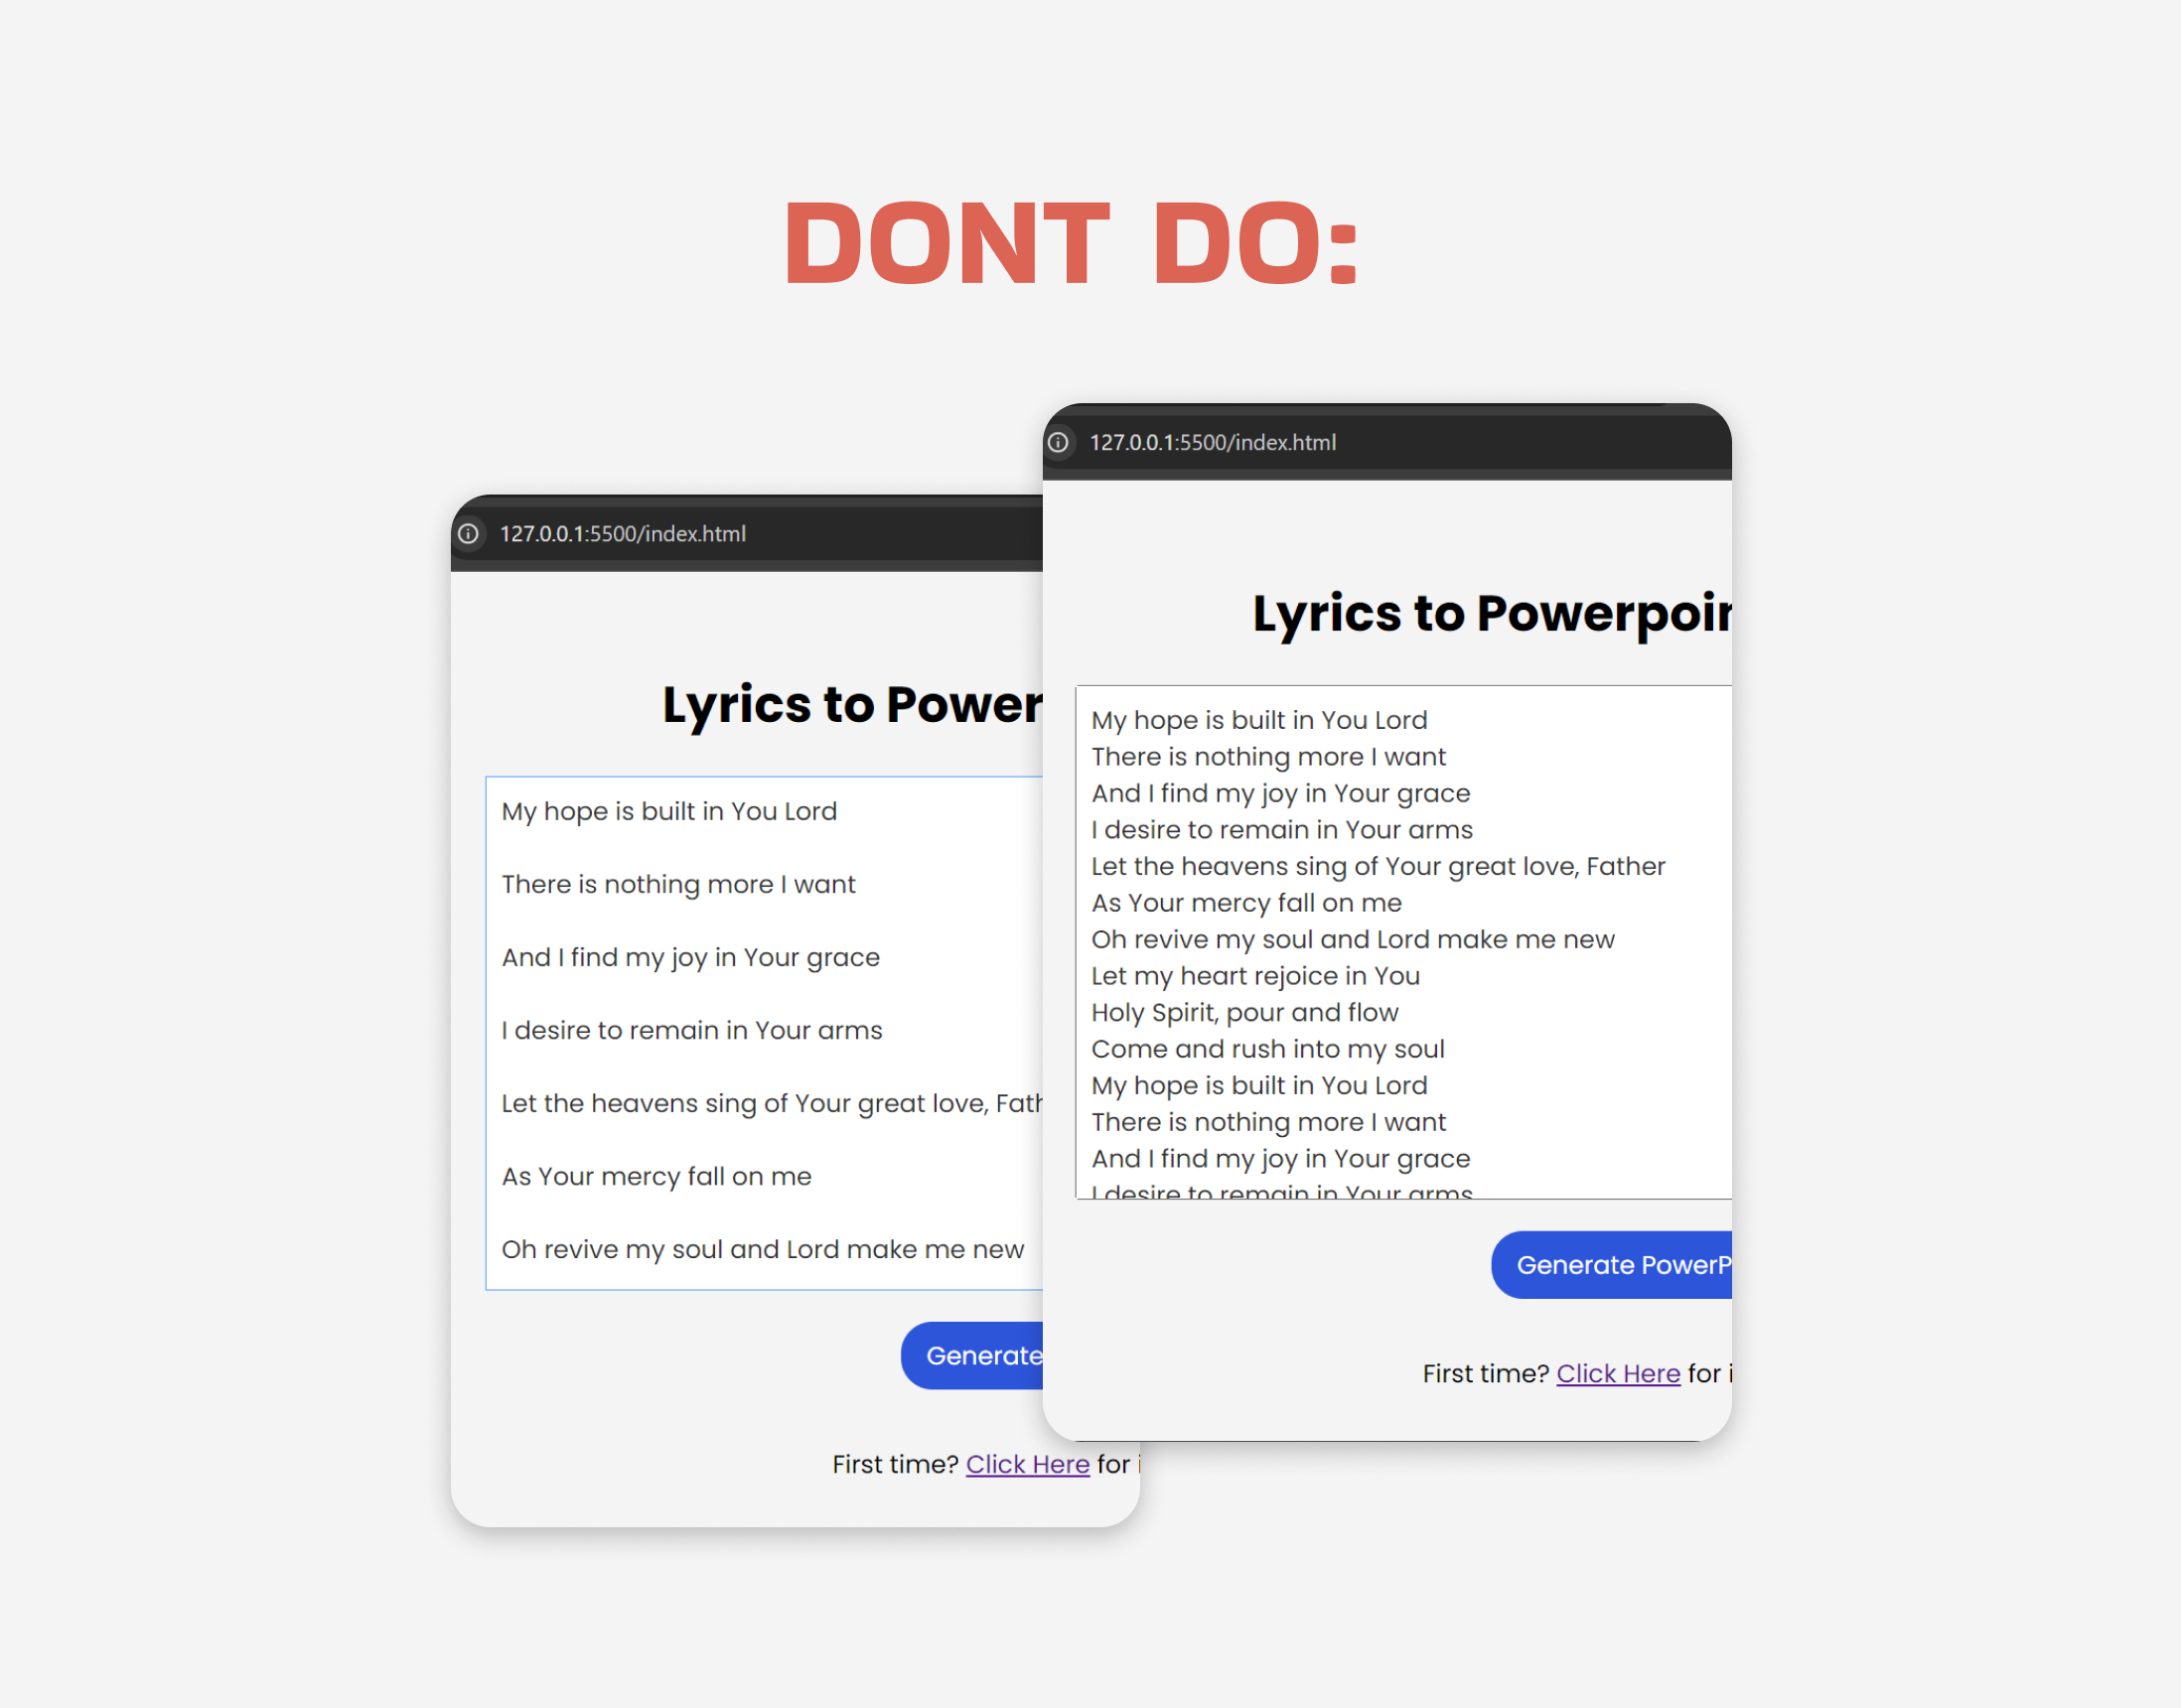 DONT DO:
127.0.0.1:5500/index.html
Lyrics to Power
My hope is built in You Lord
There is nothing more I want
And I find my joy in Your grace
I desire to remain in Your arms
Let the heavens sing of Your great love, Fath
As Your mercy fall on me
Oh revive my soul and Lord make me new
Generate
First time? Click Here for i
127.0.0.1:5500/index.html
Lyrics to Powerpoin
My hope is built in You Lord
There is nothing more I want
And I find my joy in Your grace
I desire to remain in Your arms
Let the heavens sing of Your great love, Father
As Your mercy fall on me
Oh revive my soul and Lord make me new
Let my heart rejoice in You
Holy Spirit, pour and flow
Come and rush into my soul
My hope is built in You Lord
There is nothing more I want
And I find my joy in Your grace
I desire to remain in Your arms
Generate PowerP
First time? Click Here for i